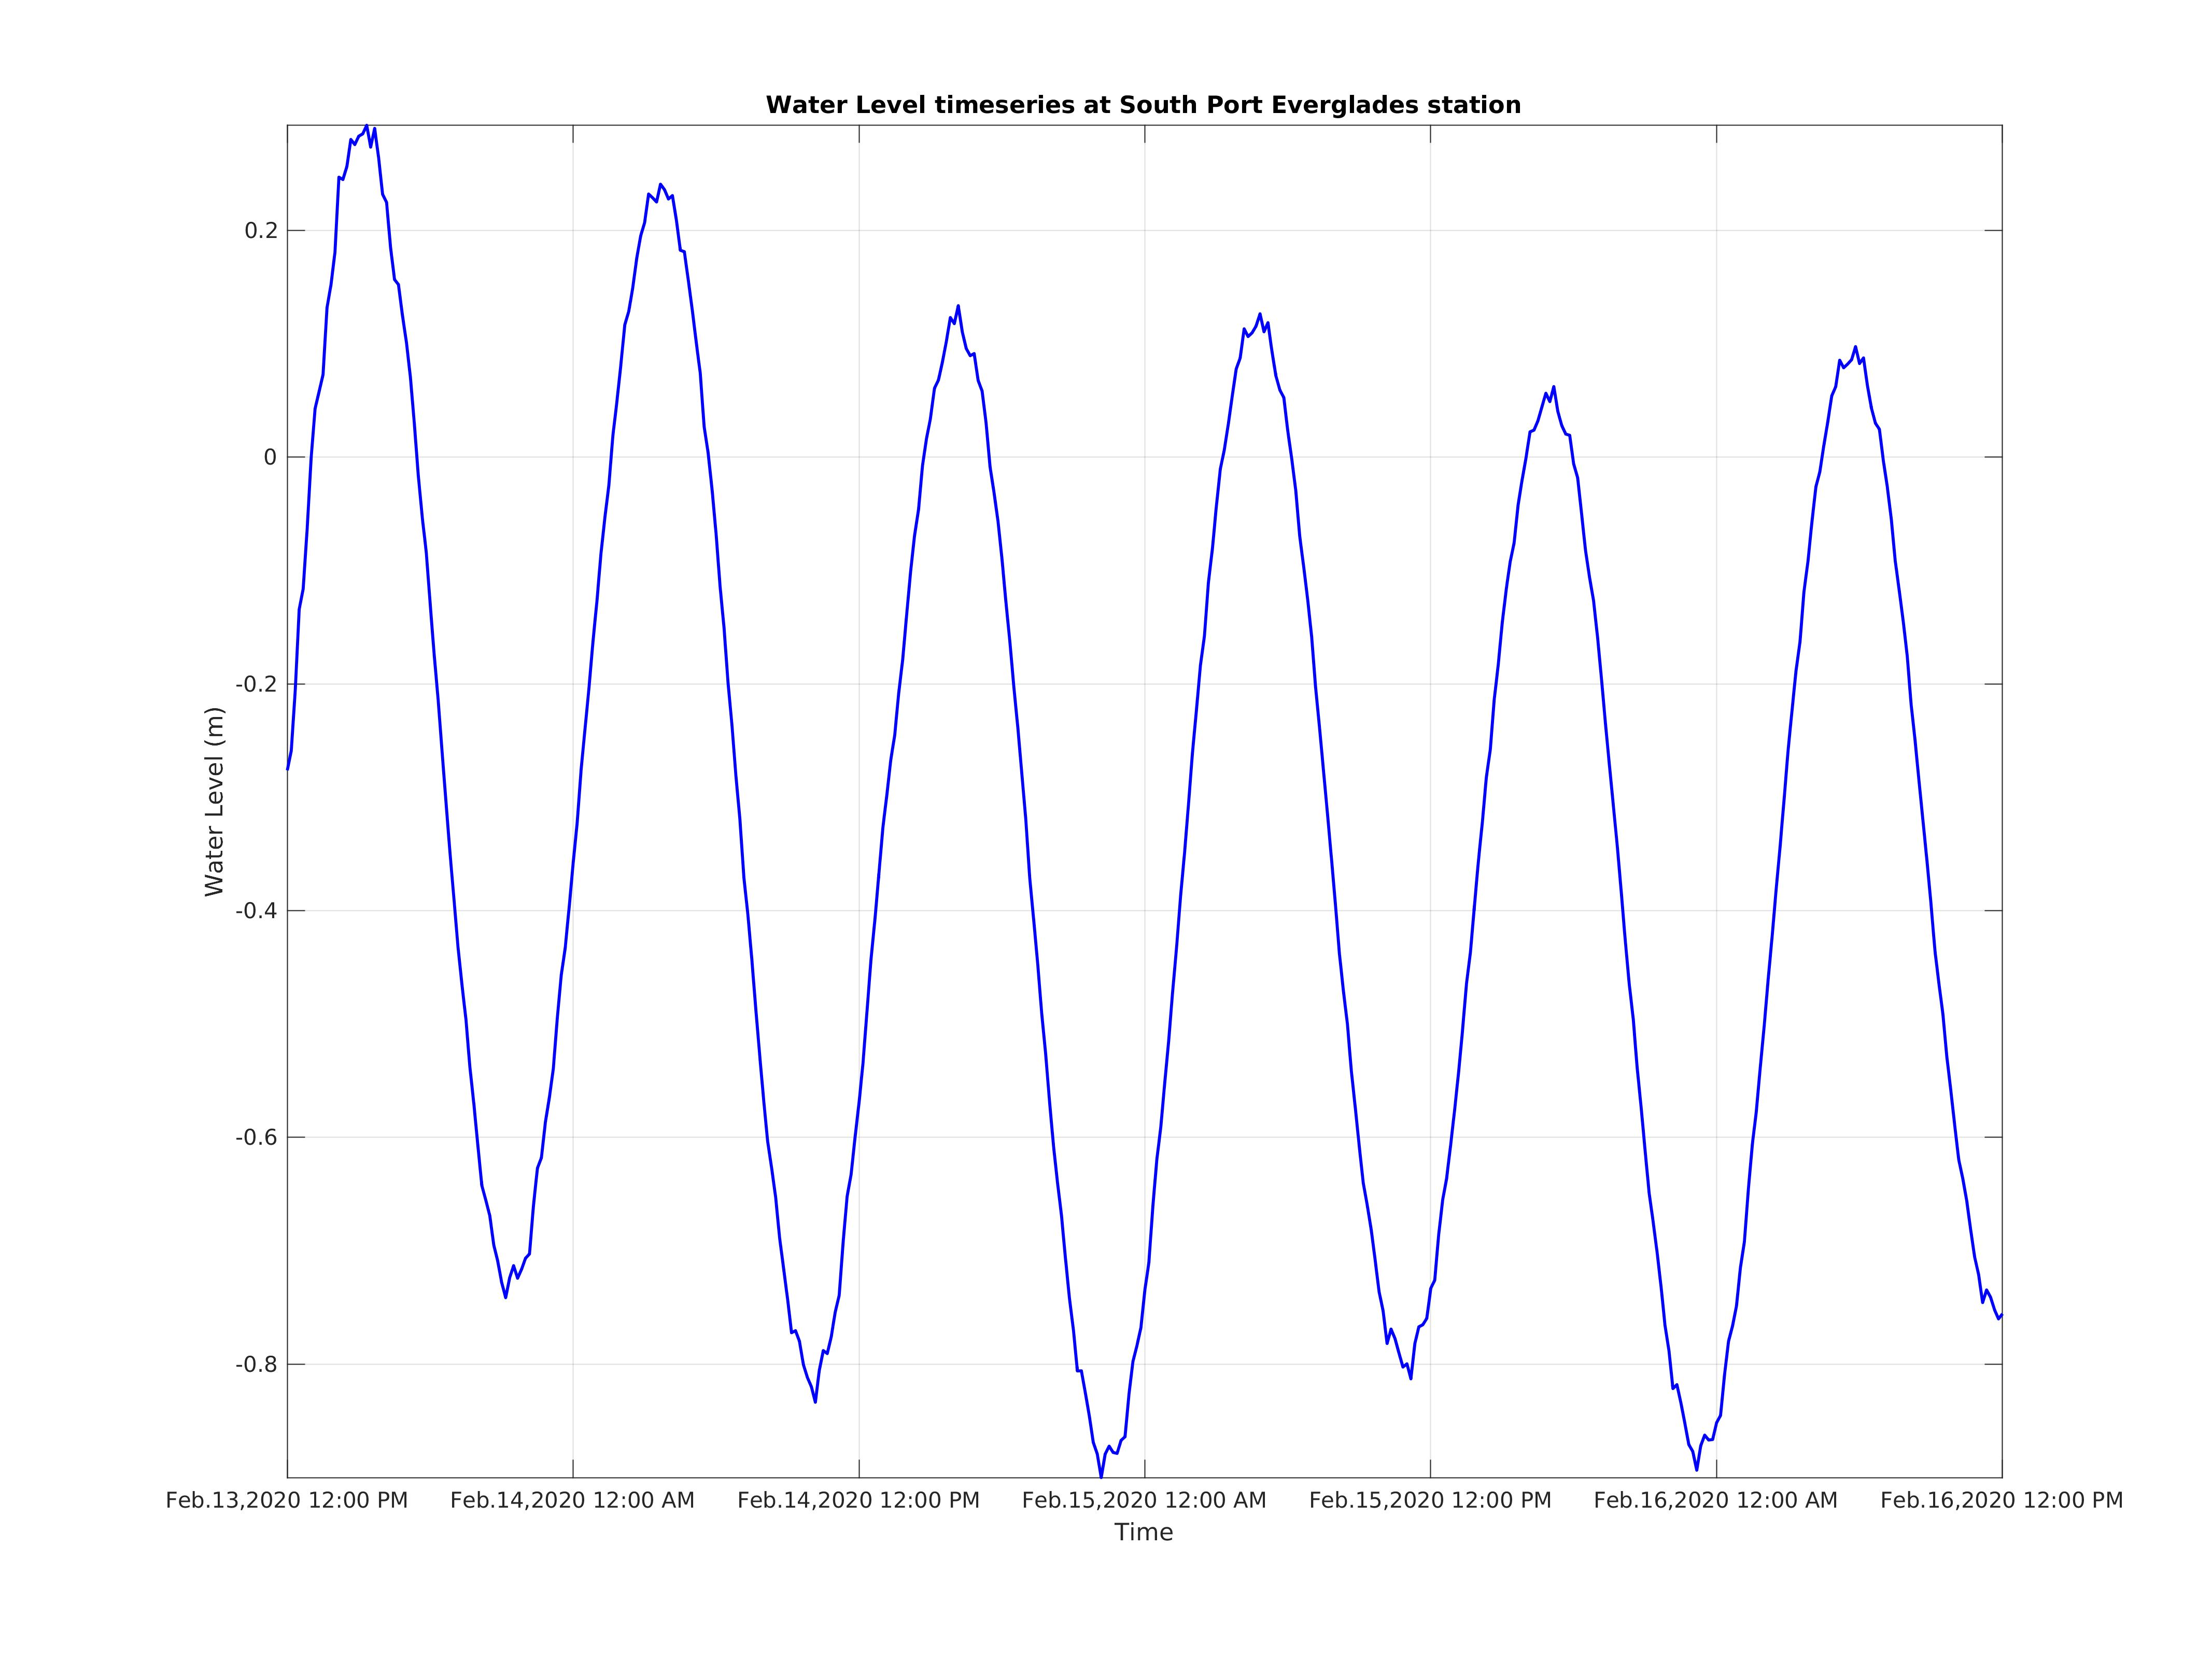 Water Level timeseries at South Port Everglades station
0.2
0
-0.2
-0.4
-0.6
-0.8
Water Level (m)
Feb.13,2020 12:00 PM
Feb.14,2020 12:00 AM
Feb.14,2020 12:00 PM
Feb.15,2020 12:00 AM
Feb.15,2020 12:00 PM
Feb.16,2020 12:00 AM
Feb.16,2020 12:00 PM
Time